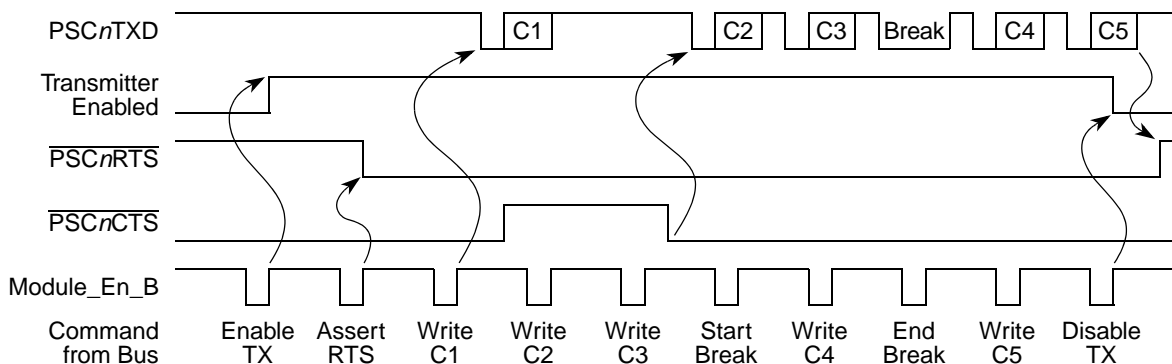 PSCnTXD C1 C2 C3 Break C4 C5
Transmitter
Enabled
PSCnRTS
PSCnCTS
Module_En_B
Command Enable Assert Write Write Write Start Write End Write Disable
from Bus TX RTS C1 C2 C3 Break C4 Break C5 TX